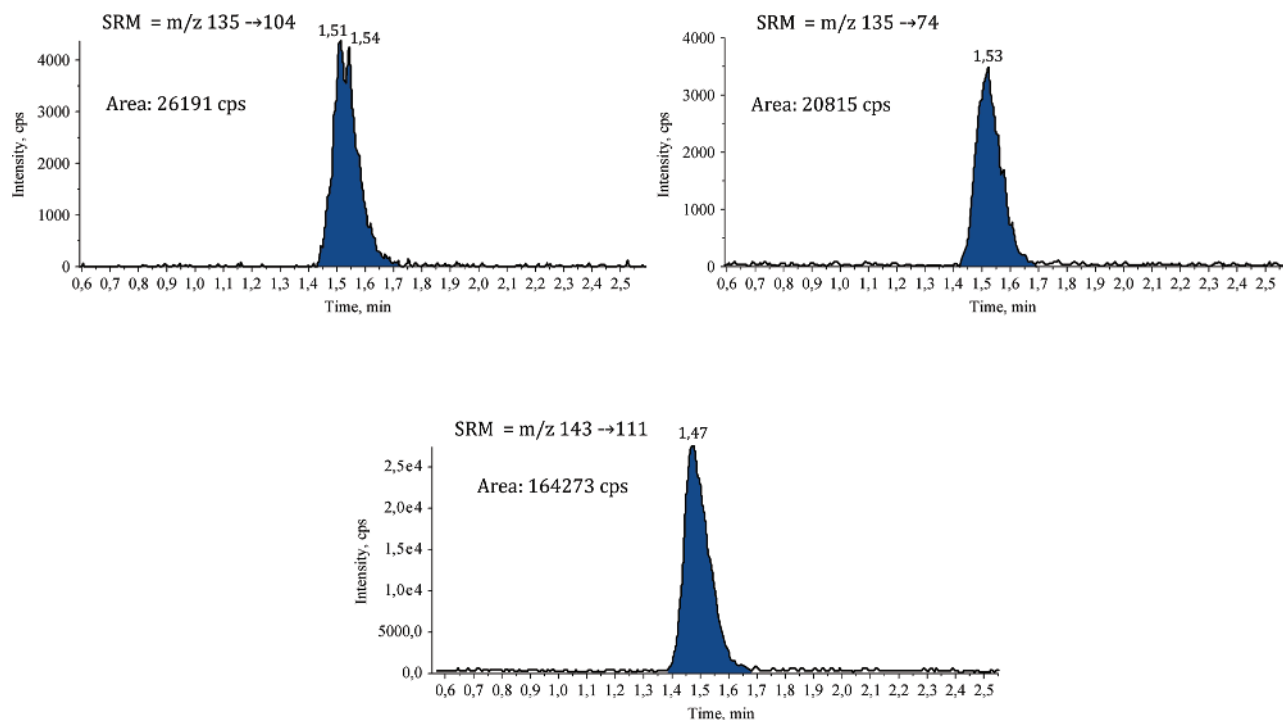 SRM = m/z 135 →104
1,51
1,54
Area: 26191 cps
Intensity, cps
4000
3000
2000
1000
0
0,6 0,7 0,8 0,9 1,0 1,1 1,2 1,3 1,4 1,5 1,6 1,7 1,8 1,9 2,0 2,1 2,2 2,3 2,4 2,5
Time, min
SRM = m/z 135 →74
1,53
Area: 20815 cps
Intensity, cps
4000
3000
2000
1000
0
0,6 0,7 0,8 0,9 1,0 1,1 1,2 1,3 1,4 1,5 1,6 1,7 1,8 1,9 2,0 2,1 2,2 2,3 2,4 2,5
Time, min
SRM = m/z 143 →111
1,47
Area: 164273 cps
Intensity, cps
2,5e4
2,0e4
1,5e4
1,0e4
5000,0
0,0
0,6 0,7 0,8 0,9 1,0 1,1 1,2 1,3 1,4 1,5 1,6 1,7 1,8 1,9 2,0 2,1 2,2 2,3 2,4 2,5
Time, min